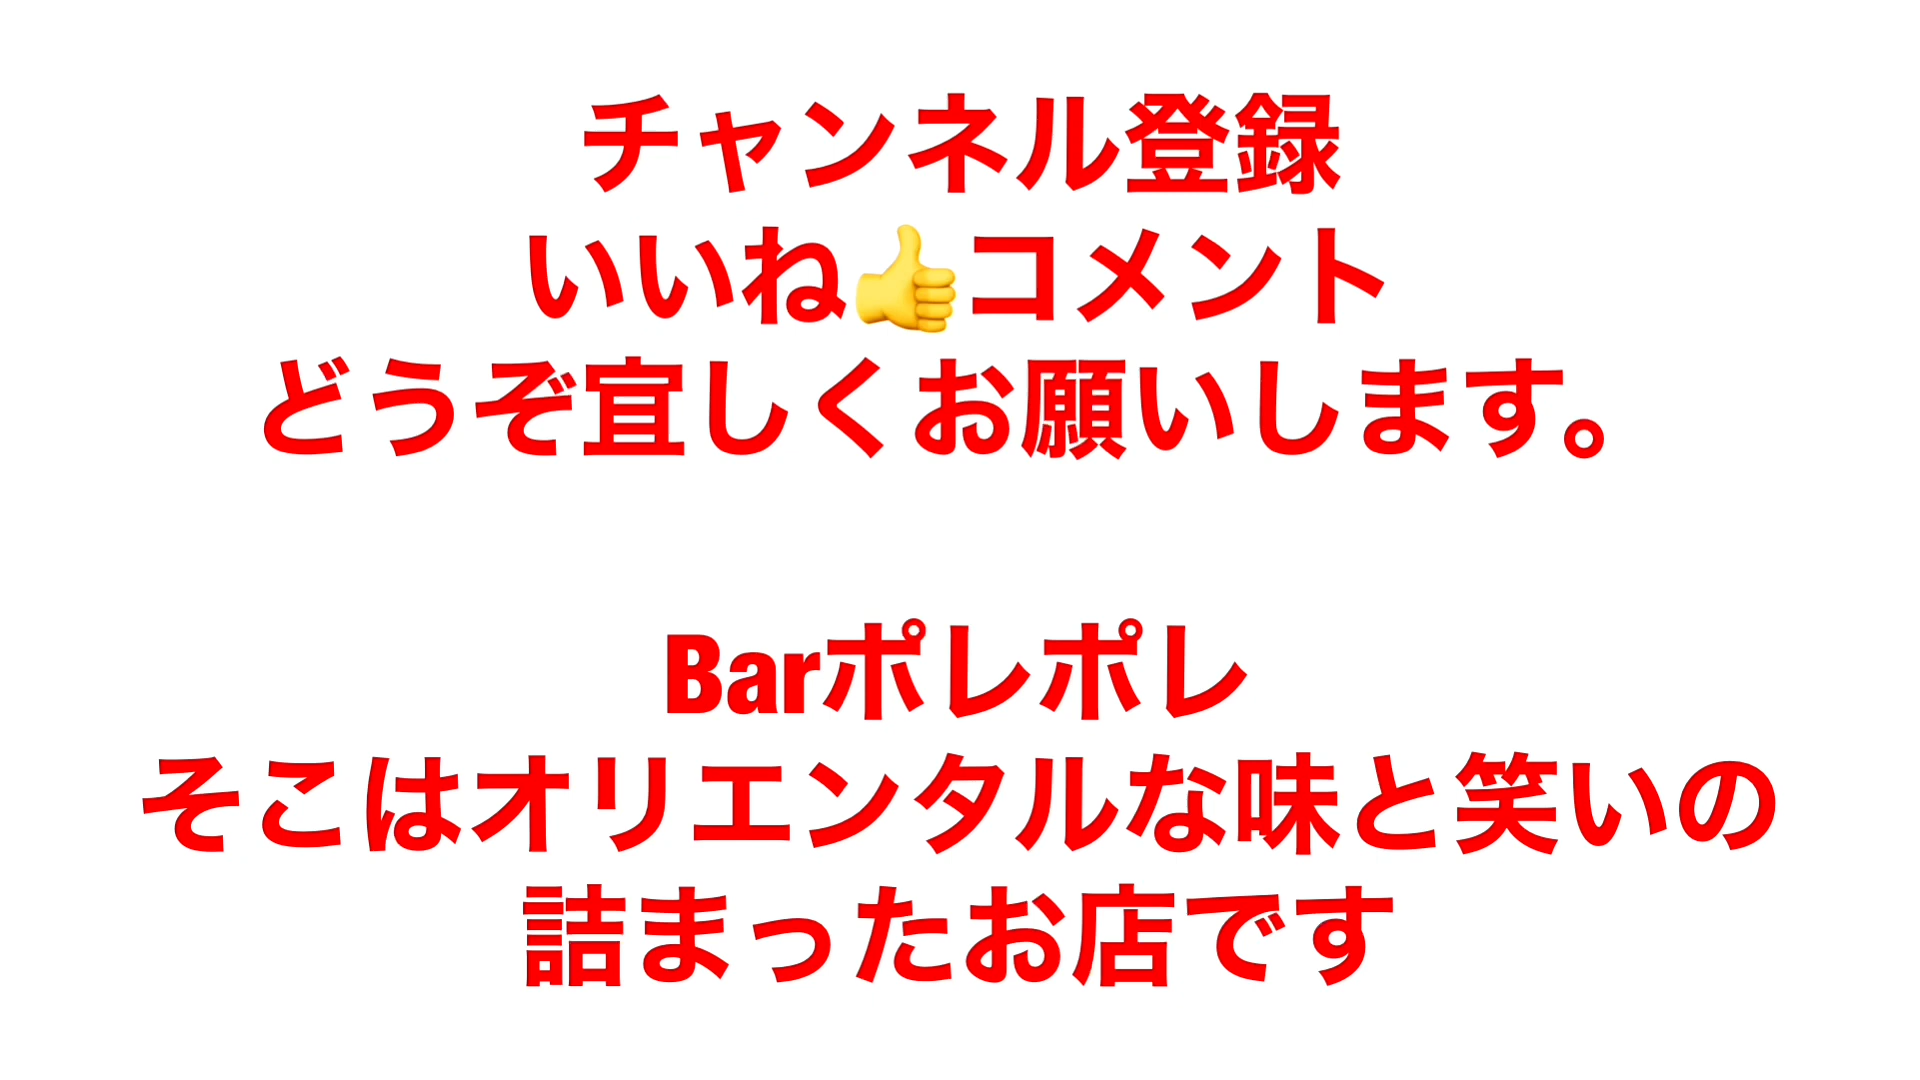 チャンネル登録
いいね👍コメント
どうぞ宜しくお願いします。
Barポレポレ
そこはオリエンタルな味と笑いの
詰まったお店です